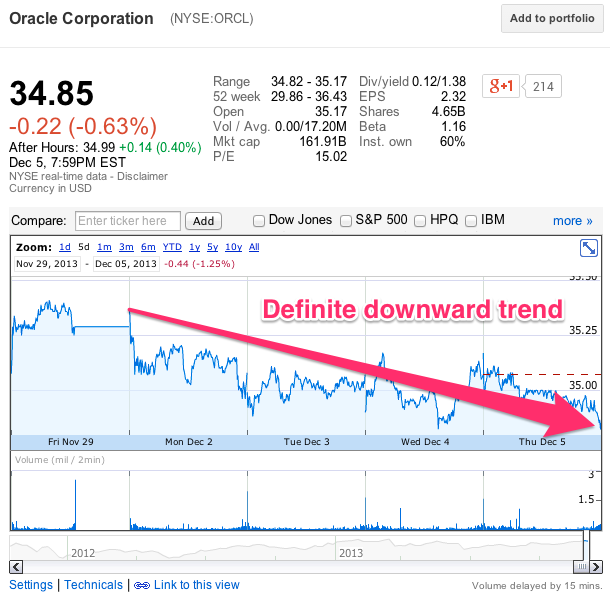 Oracle Corporation (NYSE:ORCL) Add to portfolio
34.85
-0.22 (-0.63%)
After Hours: 34.99 +0.14 (0.40%)
Dec 5, 7:59PM EST
NYSE real-time data - Disclaimer
Currency in USD
Range 34.82 - 35.17
52 week 29.86 - 36.43
Open 35.17
Vol / Avg. 0.00/17.20M
Mkt cap 161.91B
P/E 15.02
Div/yield 0.12/1.38
EPS 2.32
Shares 4.65B
Beta 1.16
Inst. own 60%
g+1 214
Compare: Enter ticker here Add Dow Jones S&P 500 HPQ IBM more »
Zoom: 1d 5d 1m 3m 6m YTD 1y 5y 10y All
Nov 29, 2013 - Dec 05, 2013 -0.44 (-1.25%)
35.50
Definite downward trend
35.25
35.00
Fri Nov 29 Mon Dec 2 Tue Dec 3 Wed Dec 4 Thu Dec 5
Volume (mil / 2min)
3
1.5
2012 2013
Settings | Technicals | Link to this view Volume delayed by 15 mins.